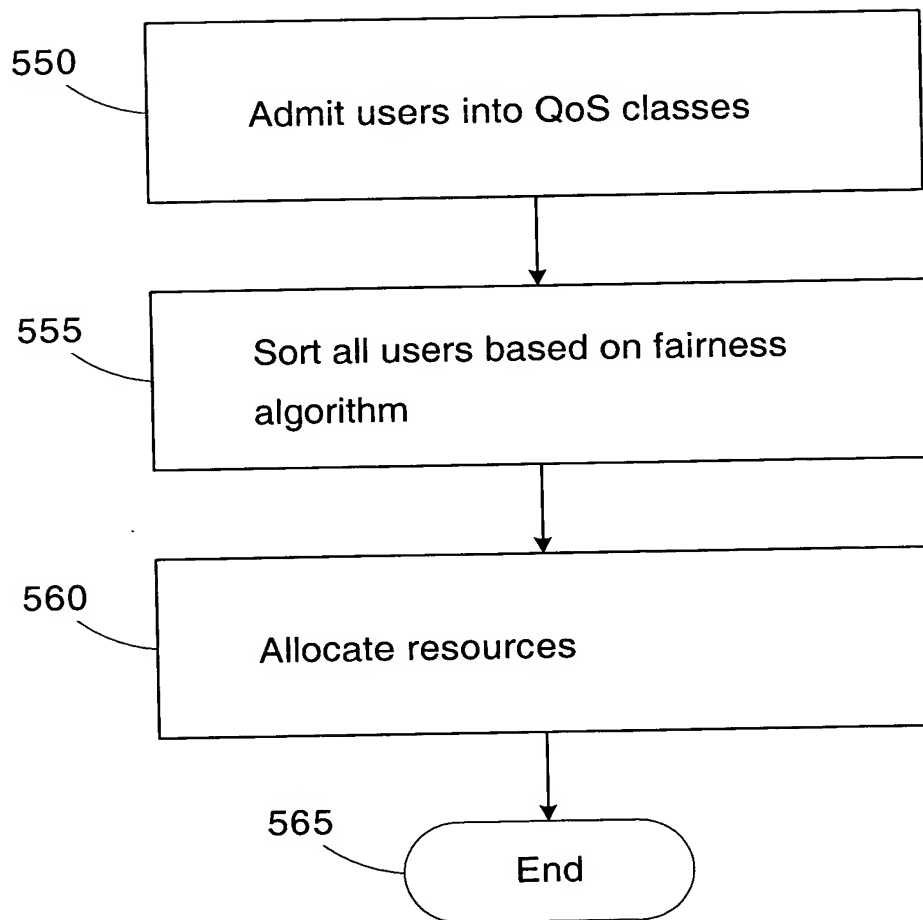 550
Admit users into QoS classes
555
Sort all users based on fairness
algorithm
560
Allocate resources
565
End